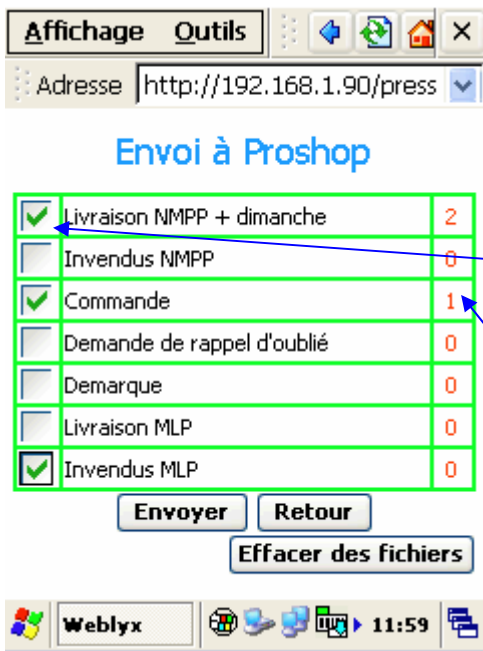 Affichage Outils
Adresse http://192.168.1.90/press
Envoi à Proshop
Livraison NMPP + dimanche 2
Invendus NMPP 0
Commande 1
Demande de rappel d'oublié 0
Demarque 0
Livraison MLP 0
Invendus MLP 0
Envoyer Retour
Effacer des fichiers
Weblyx 11:59